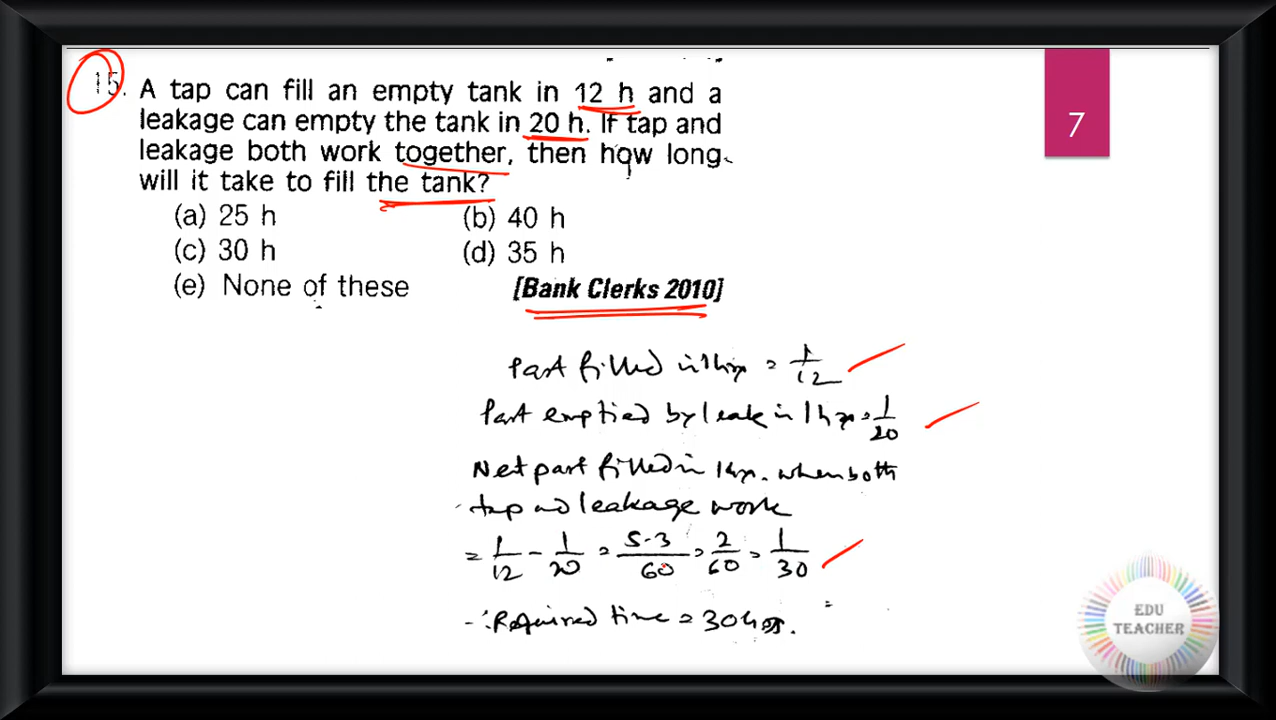 15. A tap can fill an empty tank in 12 h and a
leakage can empty the tank in 20 h. If tap and
leakage both work together, then how long
will it take to fill the tank?
(a) 25 h (b) 40 h
(c) 30 h (d) 35 h
(e) None of these [Bank Clerks 2010]
7
Part filled in 1 hr = 1/12
Part emptied by leak in 1 hr = 1/20
Net part filled in 1 hr. when both
tap and leakage work
= 1/12 - 1/20 = 5-3/60 = 2/60 = 1/30
∴ Required time = 30 hrs.
EDU
TEACHER